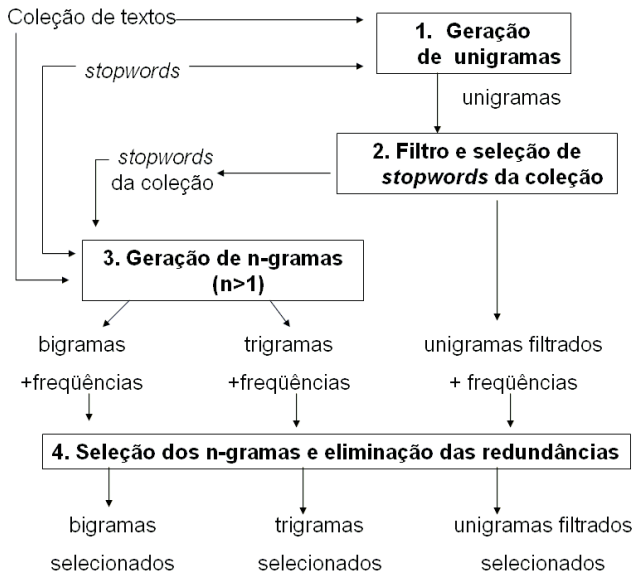 Coleção de textos
1. Geração
de unigramas
stopwords
unigramas
2. Filtro e seleção de
stopwords da coleção
stopwords
da coleção
3. Geração de n-gramas
(n>1)
bigramas
trigramas
unigramas filtrados
+freqüências
+freqüências
+ freqüências
4. Seleção dos n-gramas e eliminação das redundâncias
bigramas
trigramas
unigramas filtrados
selecionados
selecionados
selecionados